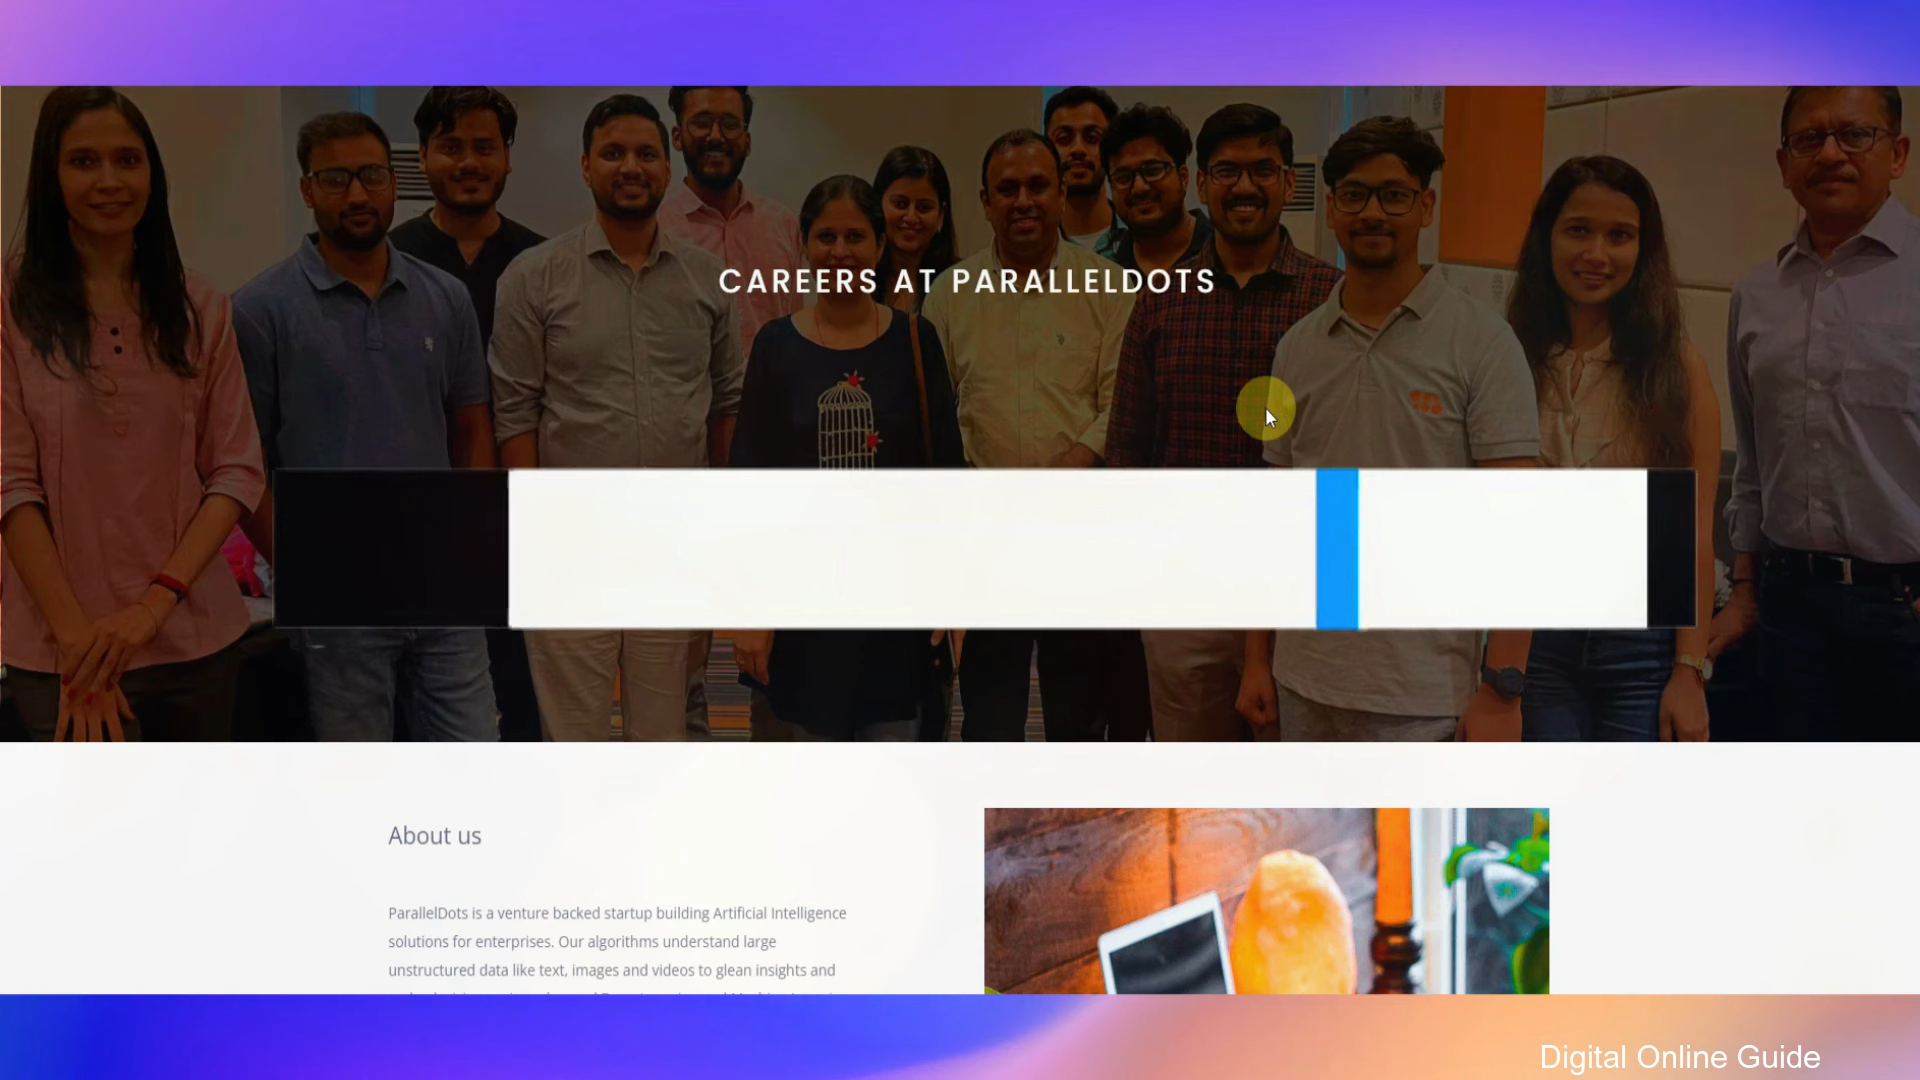 CAREERS AT PARALLELDOTS
About us
ParallelDots is a venture backed startup building Artificial Intelligence
solutions for enterprises. Our algorithms understand large
unstructured data like text, images and videos to glean insights and
Digital Online Guide